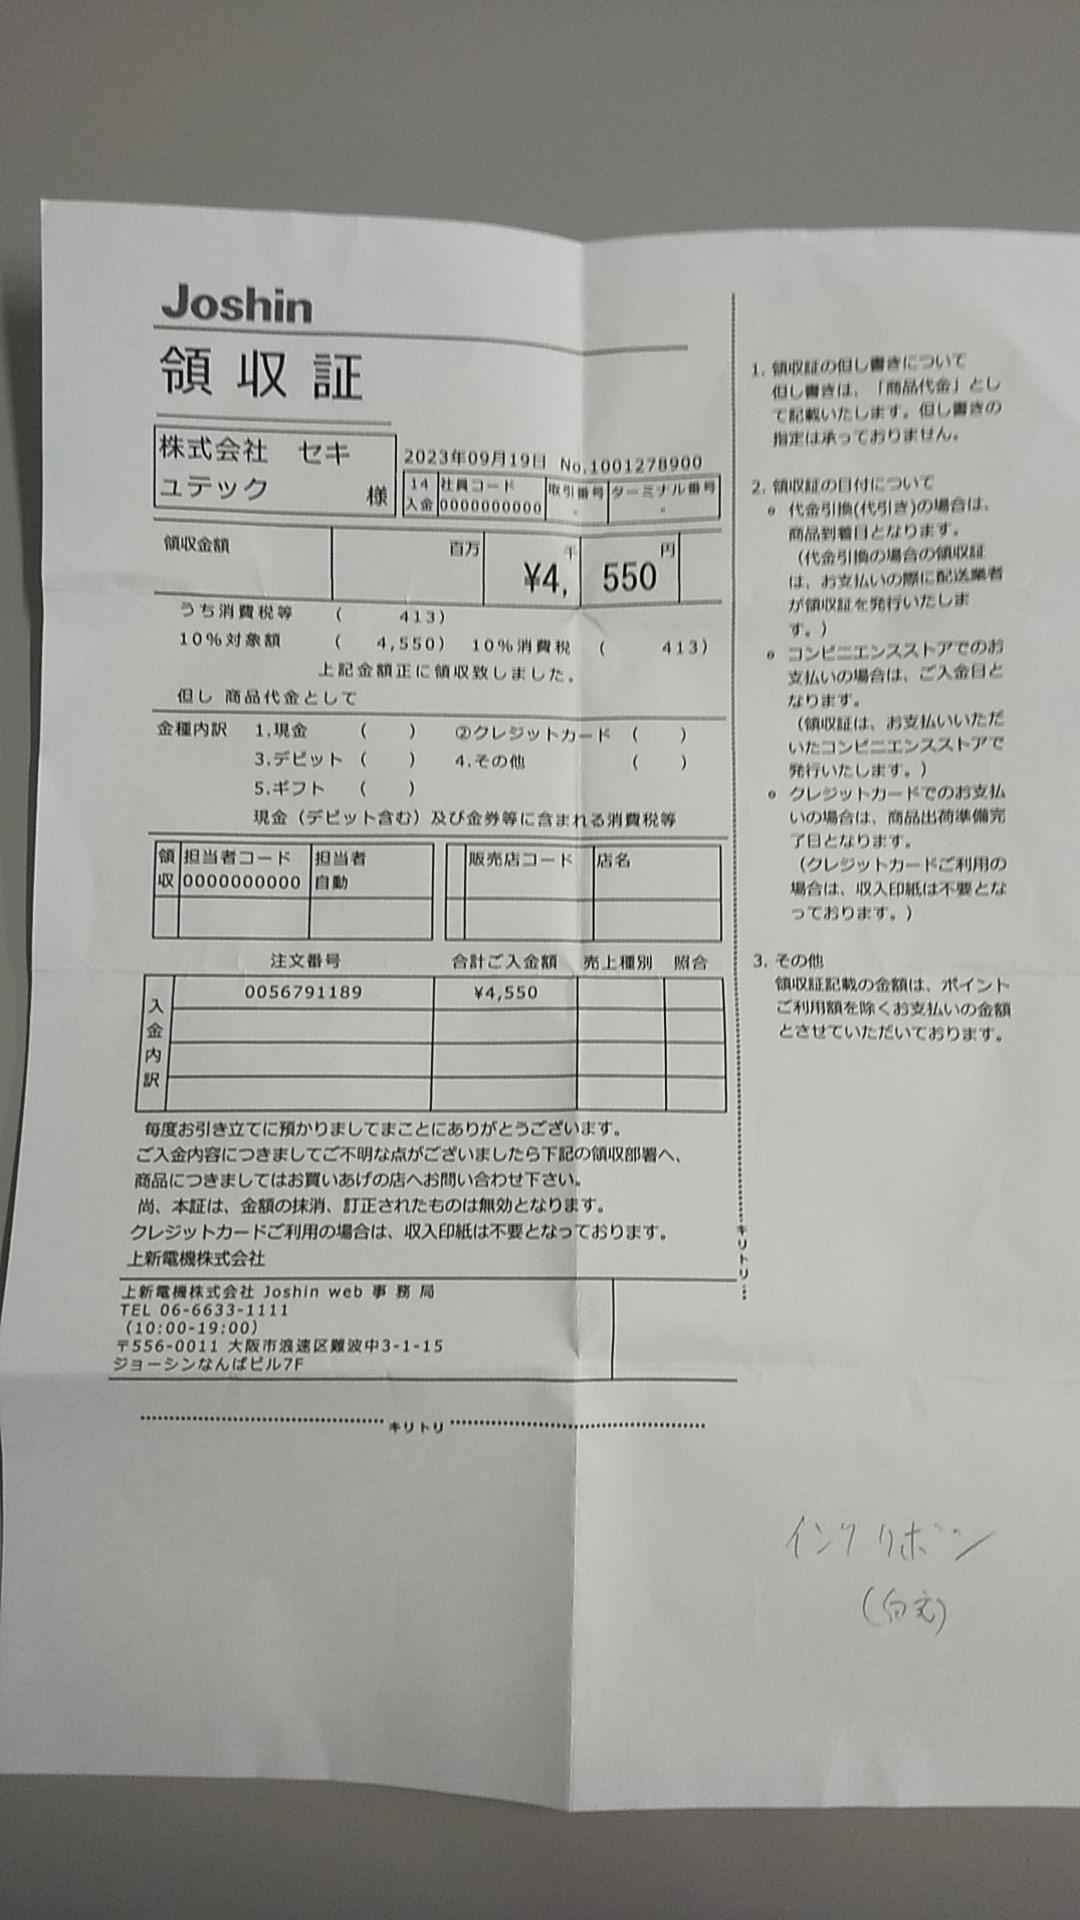 Joshin
領収証
株式会社 セキ
ュテック 様
2023年09月19日 No.1001278900
14 社員コード 取引番号 ターミナル番号
入金 0000000000 - -
領収金額 百万 千 円
¥4,550
うち消費税等 ( 413)
10%対象額 ( 4,550) 10%消費税 ( 413)
上記金額正に領収致しました。
但し 商品代金として
金種内訳 1.現金 ( ) ②クレジットカード ( )
3.デビット ( ) 4.その他 ( )
5.ギフト ( )
現金(デビット含む)及び金券等に含まれる消費税等
領収 担当者コード 担当者 販売店コード 店名
0000000000 自動
注文番号 合計ご入金額 売上種別 照合
入金内訳
0056791189 ¥4,550
毎度お引き立てに預かりましてまことにありがとうございます。
ご入金内容につきましてご不明な点がございましたら下記の領収部署へ、
商品につきましてはお買いあげの店へお問い合わせ下さい。
尚、本証は、金額の抹消、訂正されたものは無効となります。
クレジットカードご利用の場合は、収入印紙は不要となっております。
上新電機株式会社
上新電機株式会社 Joshin web 事務局
TEL 06-6633-1111
(10:00-19:00)
〒556-0011 大阪市浪速区難波中3-1-15
ジョーシンなんばビル7F
キリトリ
キリトリ
1. 領収証の但し書きについて
但し書きは、「商品代金」とし
て記載いたします。但し書きの
指定は承っておりません。
2. 領収証の日付について
• 代金引換(代引き)の場合は、
商品到着日となります。
(代金引換の場合の領収証
は、お支払いの際に配送業者
が領収証を発行いたしま
す。)
• コンビニエンスストアでのお
支払いの場合は、ご入金日と
なります。
(領収証は、お支払いいただ
いたコンビニエンスストアで
発行いたします。)
• クレジットカードでのお支払
いの場合は、商品出荷準備完
了日となります。
(クレジットカードご利用の
場合は、収入印紙は不要とな
っております。)
3. その他
領収証記載の金額は、ポイント
ご利用額を除くお支払いの金額
とさせていただいております。
インクリボン